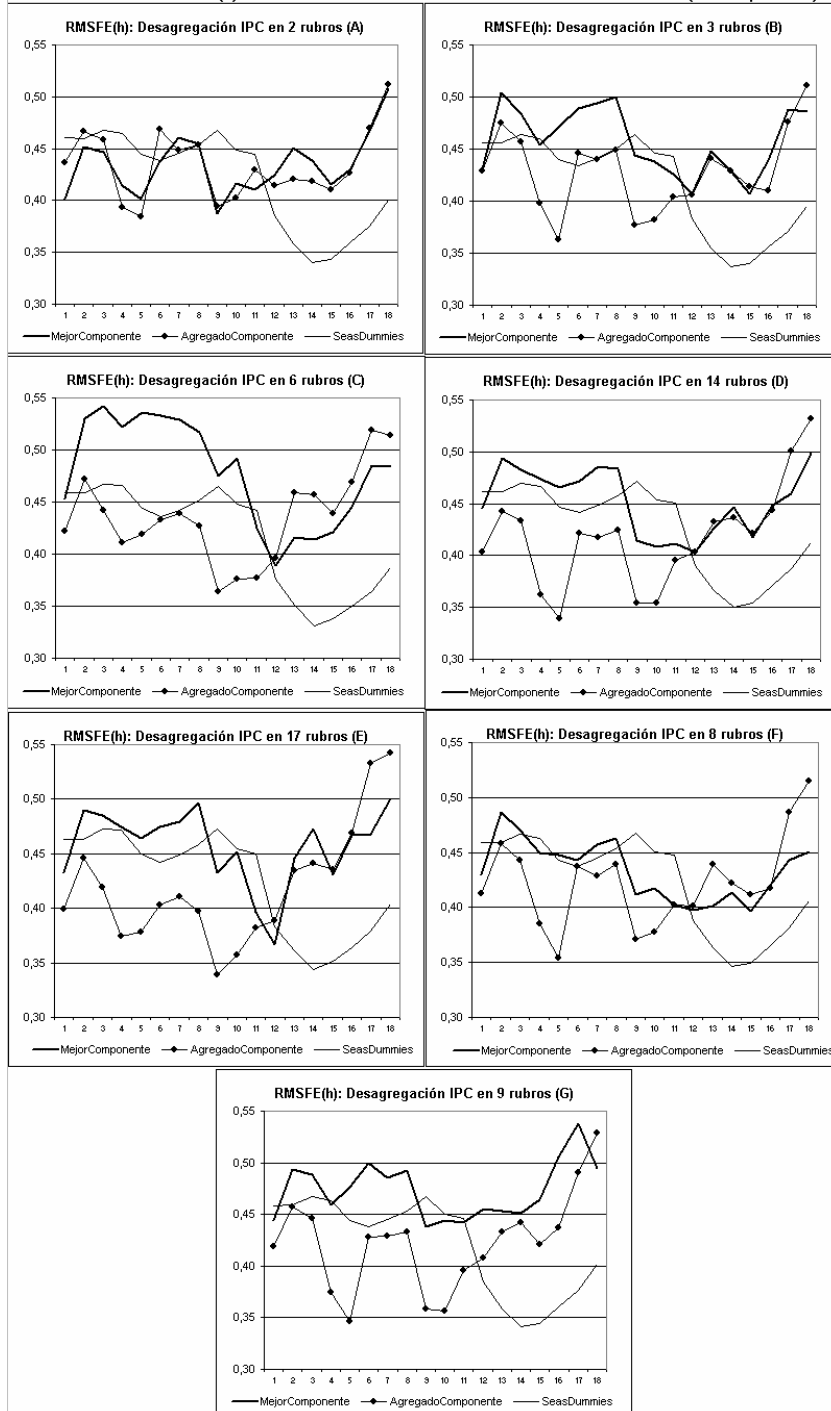 RMSFE(h): Desagregación IPC en 2 rubros (A)
0,55
0,50
0,45
0,40
0,35
0,30
1 2 3 4 5 6 7 8 9 10 11 12 13 14 15 16 17 18
MejorComponente AgregadoComponente SeasDummies
RMSFE(h): Desagregación IPC en 3 rubros (B)
0,55
0,50
0,45
0,40
0,35
0,30
1 2 3 4 5 6 7 8 9 10 11 12 13 14 15 16 17 18
MejorComponente AgregadoComponente SeasDummies
RMSFE(h): Desagregación IPC en 6 rubros (C)
0,55
0,50
0,45
0,40
0,35
0,30
1 2 3 4 5 6 7 8 9 10 11 12 13 14 15 16 17 18
MejorComponente AgregadoComponente SeasDummies
RMSFE(h): Desagregación IPC en 14 rubros (D)
0,55
0,50
0,45
0,40
0,35
0,30
1 2 3 4 5 6 7 8 9 10 11 12 13 14 15 16 17 18
MejorComponente AgregadoComponente SeasDummies
RMSFE(h): Desagregación IPC en 17 rubros (E)
0,55
0,50
0,45
0,40
0,35
0,30
1 2 3 4 5 6 7 8 9 10 11 12 13 14 15 16 17 18
MejorComponente AgregadoComponente SeasDummies
RMSFE(h): Desagregación IPC en 8 rubros (F)
0,55
0,50
0,45
0,40
0,35
0,30
1 2 3 4 5 6 7 8 9 10 11 12 13 14 15 16 17 18
MejorComponente AgregadoComponente SeasDummies
RMSFE(h): Desagregación IPC en 9 rubros (G)
0,55
0,50
0,45
0,40
0,35
0,30
1 2 3 4 5 6 7 8 9 10 11 12 13 14 15 16 17 18
MejorComponente AgregadoComponente SeasDummies